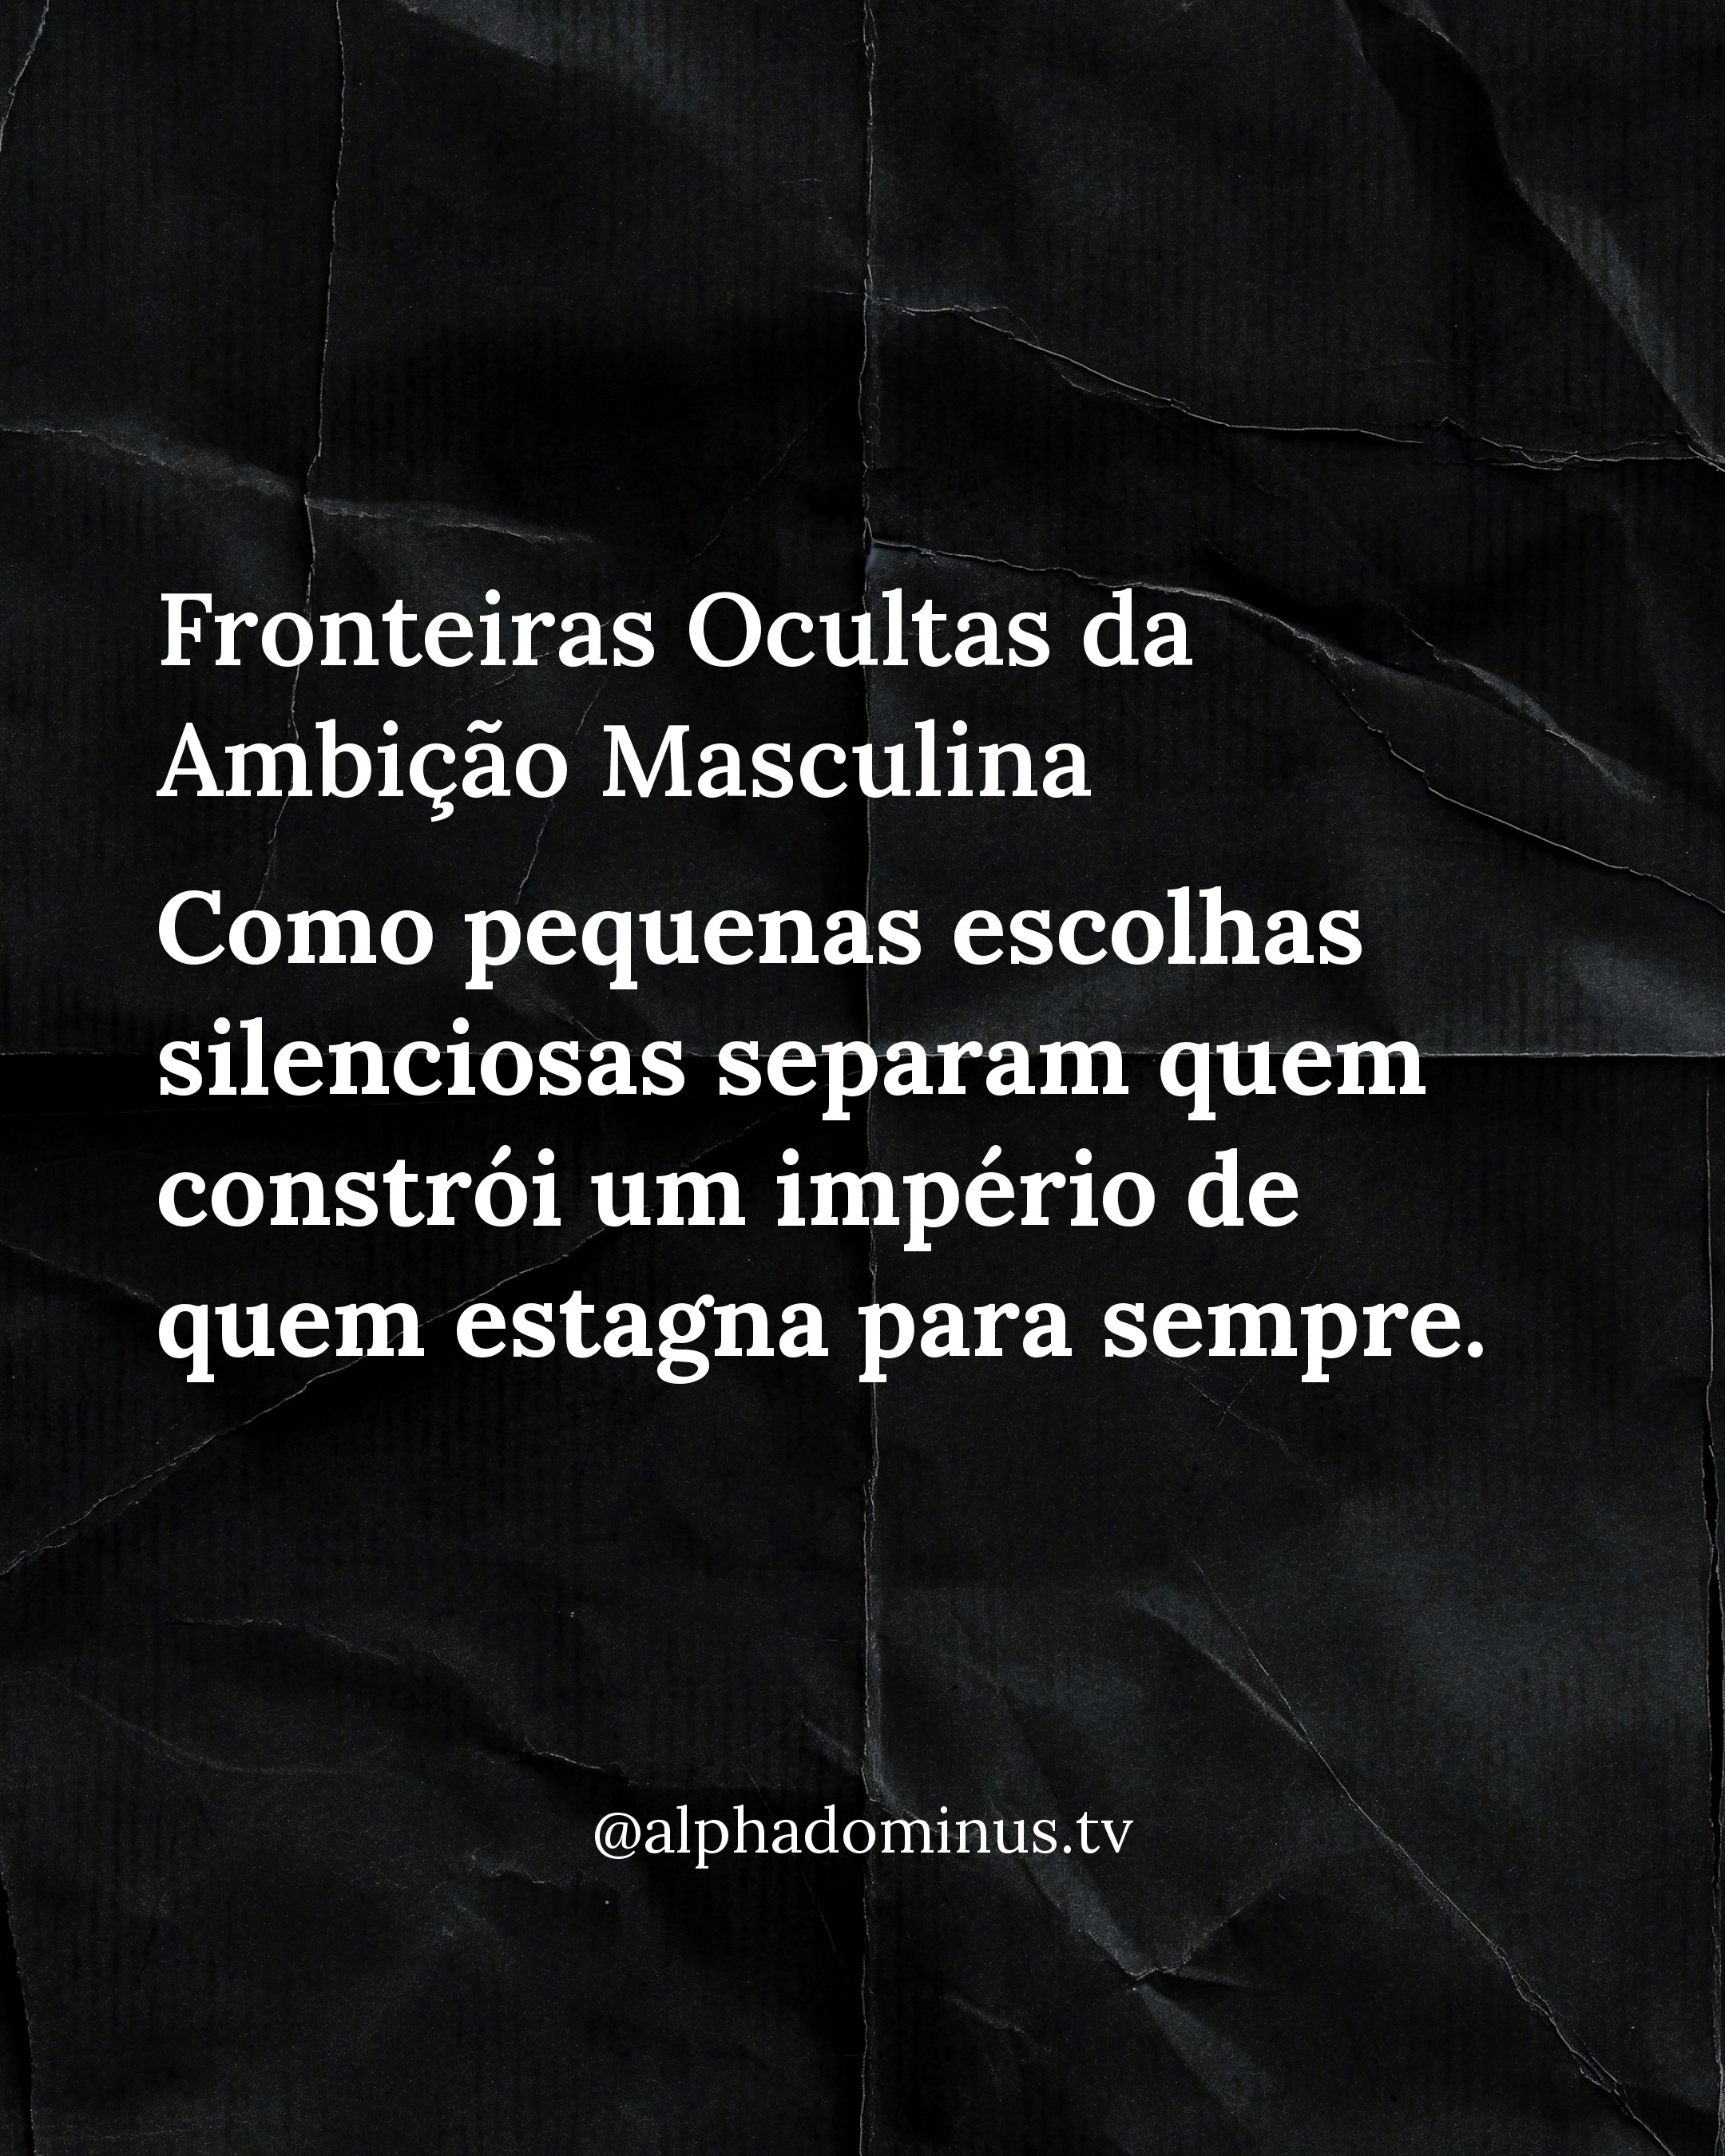 Fronteiras Ocultas da
Ambição Masculina
Como pequenas escolhas
silenciosas separam quem
constrói um império de
quem estagna para sempre.
@alphadominus.tv